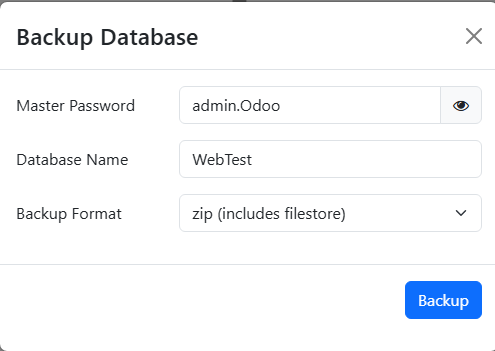 Backup Database
Master Password admin.Odoo
Database Name WebTest
Backup Format zip (includes filestore)
Backup